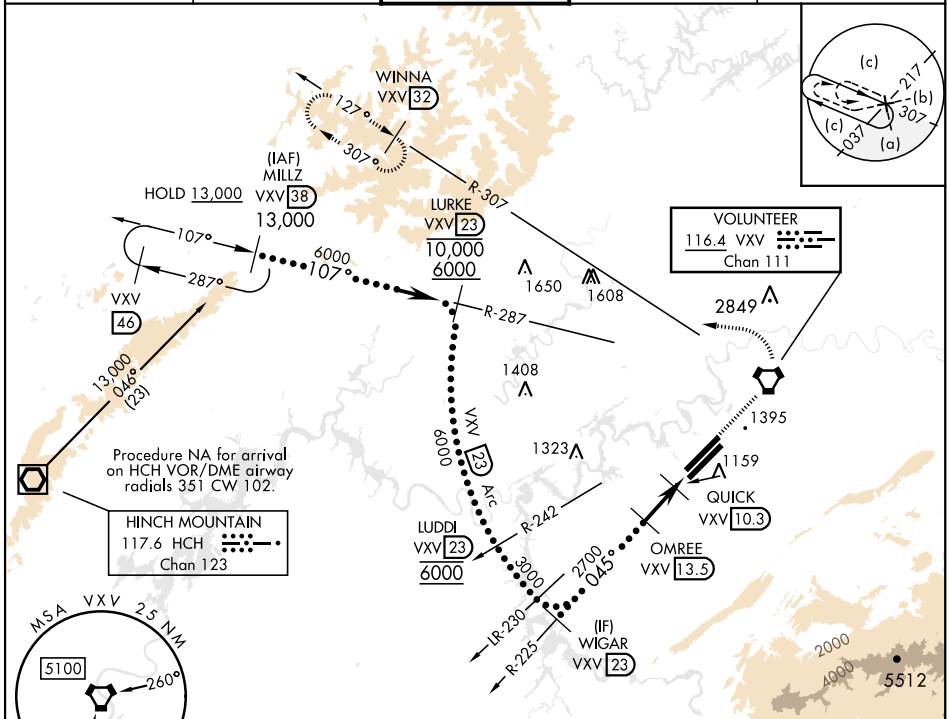 WINNA
VXV 32
127°
307°
(IAF)
MILLZ
VXV 38
13,000
HOLD 13,000
107°
287°
VXV
46
6000
107°
LURKE
VXV 23
10,000
6000
R-307
R-287
1650
1608
(c)
217
(b)
307
(c)
037
(a)
VOLUNTEER
116.4 VXV
Chan 111
2849
13,000
046°
(23)
1408
VXV
23
Arc
6000
1323
1395
1159
Procedure NA for arrival
on HCH VOR/DME airway
radials 351 CW 102.
HINCH MOUNTAIN
117.6 HCH
Chan 123
R-242
LUDDI
VXV 23
6000
3000
2700
045°
QUICK
VXV 10.3
OMREE
VXV 13.5
LR-230
R-225
(IF)
WIGAR
VXV 23
MSA VXV 25 NM
5100
260°
2000
4000
5512